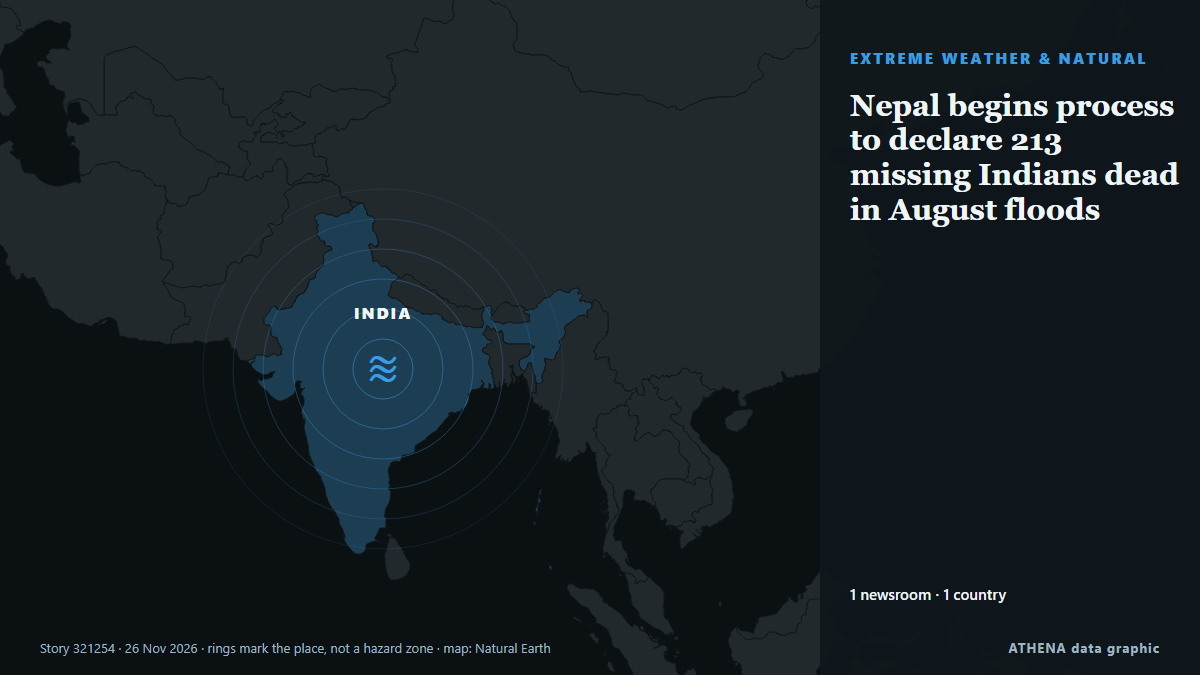 EXTREME WEATHER & NATURAL
Nepal begins process
to declare 213
missing Indians dead
in August floods
INDIA
1 newsroom · 1 country
Story 321254 · 26 Nov 2026 · rings mark the place, not a hazard zone · map: Natural Earth
ATHENA data graphic